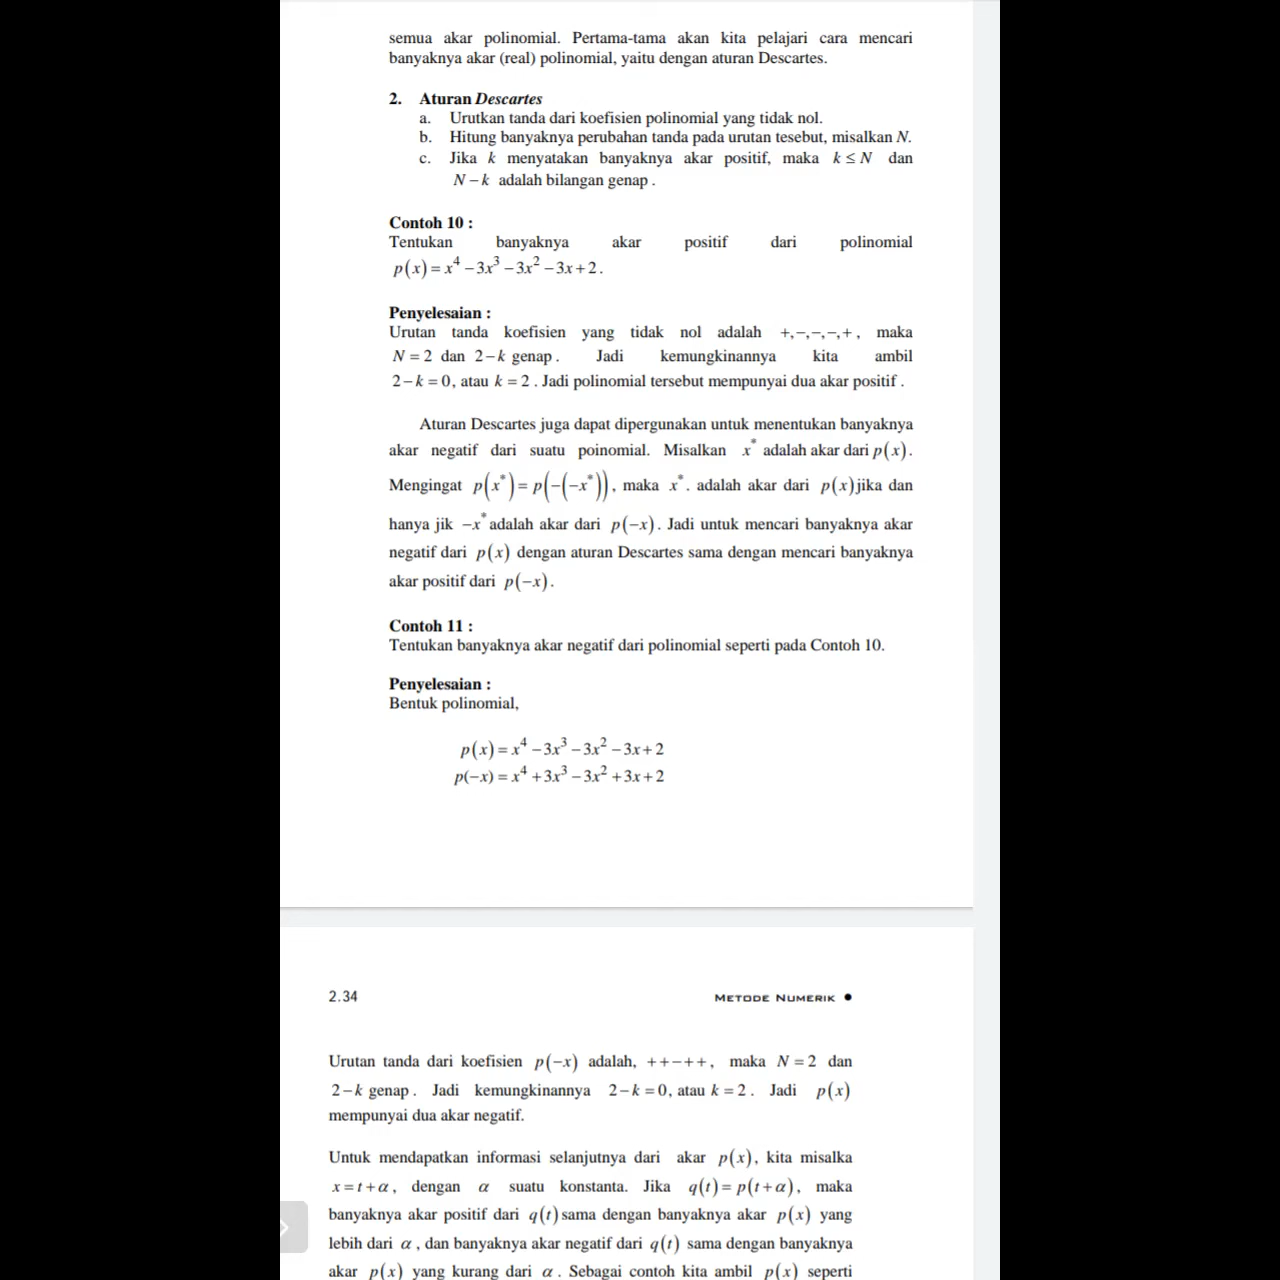 semua akar polinomial. Pertama-tama akan kita pelajari cara mencari
banyaknya akar (real) polinomial, yaitu dengan aturan Descartes.
2. Aturan Descartes
a. Urutkan tanda dari koefisien polinomial yang tidak nol.
b. Hitung banyaknya perubahan tanda pada urutan tesebut, misalkan N.
c. Jika k menyatakan banyaknya akar positif, maka k ≤ N dan
N − k adalah bilangan genap .
Contoh 10 :
Tentukan banyaknya akar positif dari polinomial
p(x) = x⁴ − 3x³ − 3x² − 3x + 2 .
Penyelesaian :
Urutan tanda koefisien yang tidak nol adalah +,−,−,−,+ , maka
N = 2 dan 2 − k genap . Jadi kemungkinannya kita ambil
2 − k = 0, atau k = 2 . Jadi polinomial tersebut mempunyai dua akar positif .
Aturan Descartes juga dapat dipergunakan untuk menentukan banyaknya
akar negatif dari suatu poinomial. Misalkan x* adalah akar dari p(x).
Mengingat p(x*) = p(−(−x*)), maka x*. adalah akar dari p(x)jika dan
hanya jik −x* adalah akar dari p(−x). Jadi untuk mencari banyaknya akar
negatif dari p(x) dengan aturan Descartes sama dengan mencari banyaknya
akar positif dari p(−x).
Contoh 11 :
Tentukan banyaknya akar negatif dari polinomial seperti pada Contoh 10.
Penyelesaian :
Bentuk polinomial,
p(x) = x⁴ − 3x³ − 3x² − 3x + 2
p(−x) = x⁴ + 3x³ − 3x² + 3x + 2
2.34 METODE NUMERIK ●
Urutan tanda dari koefisien p(−x) adalah, + + − + + , maka N = 2 dan
2 − k genap . Jadi kemungkinannya 2 − k = 0, atau k = 2 . Jadi p(x)
mempunyai dua akar negatif.
Untuk mendapatkan informasi selanjutnya dari akar p(x), kita misalka
x = t + α , dengan α suatu konstanta. Jika q(t) = p(t + α), maka
banyaknya akar positif dari q(t) sama dengan banyaknya akar p(x) yang
lebih dari α , dan banyaknya akar negatif dari q(t) sama dengan banyaknya
akar p(x) yang kurang dari α . Sebagai contoh kita ambil p(x) seperti